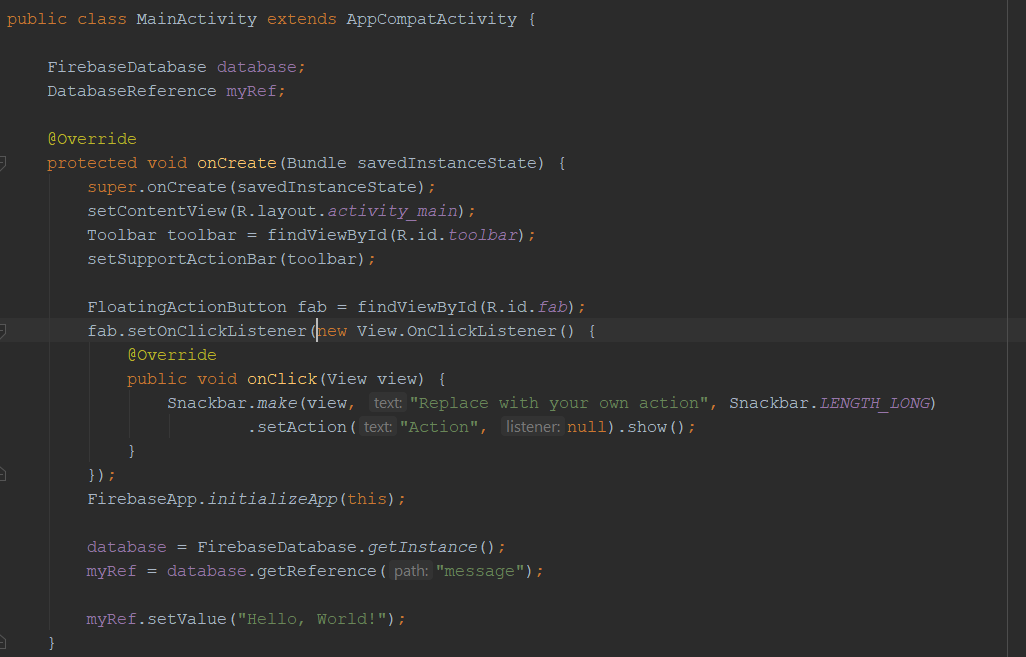 public class MainActivity extends AppCompatActivity {
FirebaseDatabase database;
DatabaseReference myRef;
@Override
protected void onCreate(Bundle savedInstanceState) {
super.onCreate(savedInstanceState);
setContentView(R.layout.activity_main);
Toolbar toolbar = findViewById(R.id.toolbar);
setSupportActionBar(toolbar);
FloatingActionButton fab = findViewById(R.id.fab);
fab.setOnClickListener(new View.OnClickListener() {
@Override
public void onClick(View view) {
Snackbar.make(view, text: "Replace with your own action", Snackbar.LENGTH_LONG)
.setAction( text: "Action", listener: null).show();
}
});
FirebaseApp.initializeApp(this);
database = FirebaseDatabase.getInstance();
myRef = database.getReference( path: "message");
myRef.setValue("Hello, World!");
}